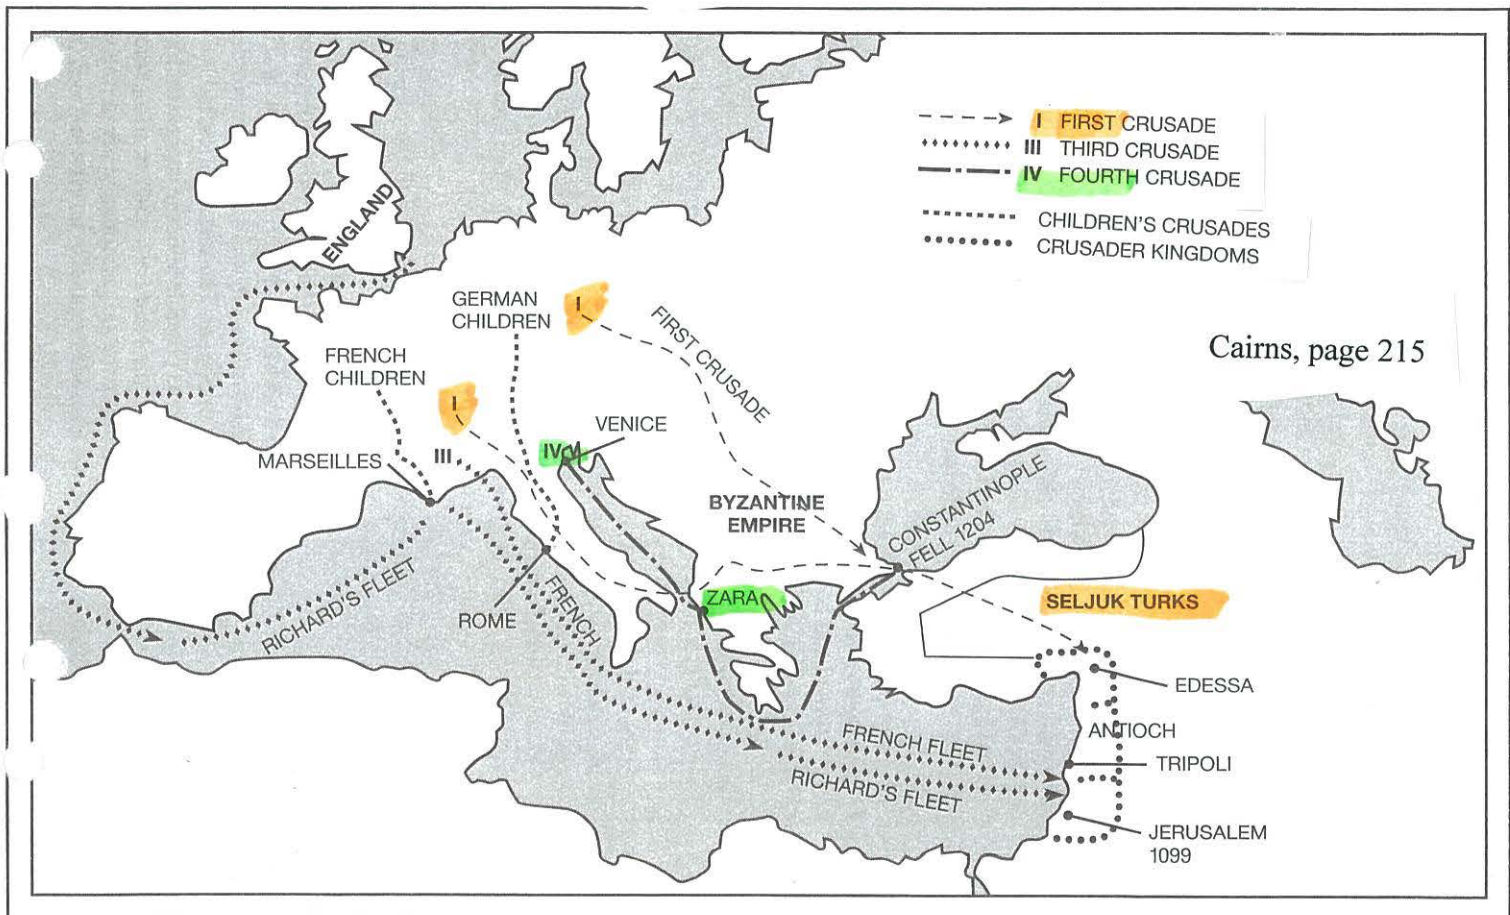 I FIRST CRUSADE
III THIRD CRUSADE
IV FOURTH CRUSADE
CHILDREN'S CRUSADES
CRUSADER KINGDOMS
Cairns, page 215
ENGLAND
GERMAN
CHILDREN
I
FIRST CRUSADE
FRENCH
CHILDREN
I
VENICE
IV
III
MARSEILLES
BYZANTINE
EMPIRE
CONSTANTINOPLE
FELL 1204
RICHARD'S FLEET
ROME
FRENCH
ZARA
SELJUK TURKS
EDESSA
ANTIOCH
FRENCH FLEET
TRIPOLI
RICHARD'S FLEET
JERUSALEM
1099